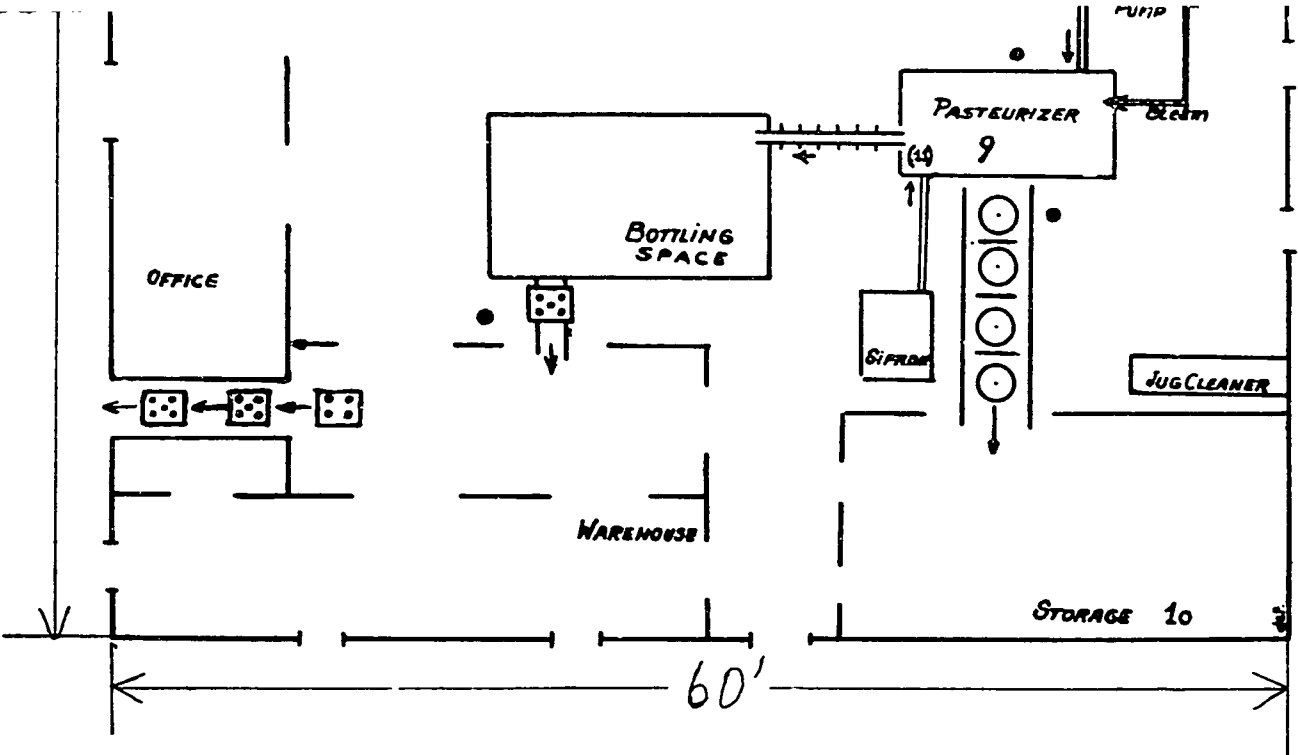 PUMP
PASTEURIZER
Steam
9
(11)
BOTTLING
SPACE
OFFICE
JUG CLEANER
WAREHOUSE
STORAGE 10
60'